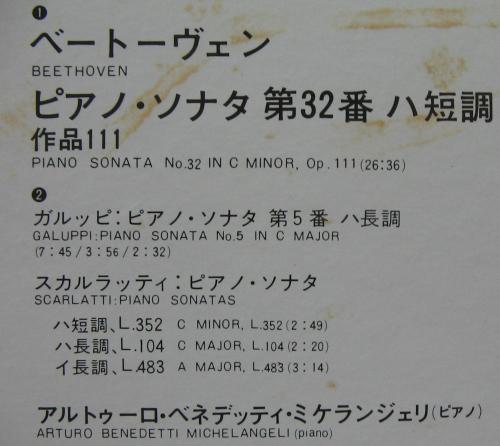 ❶
ベートーヴェン
BEETHOVEN
ピアノ・ソナタ 第32番 ハ短調
作品111
PIANO SONATA No.32 IN C MINOR, Op.111(26:36)
❷
ガルッピ:ピアノ・ソナタ 第5番 ハ長調
GALUPPI:PIANO SONATA No.5 IN C MAJOR
(7:45/3:56/2:32)
スカルラッティ:ピアノ・ソナタ
SCARLATTI:PIANO SONATAS
ハ短調、L.352 C MINOR, L.352(2:49)
ハ長調、L.104 C MAJOR, L.104(2:20)
イ長調、L.483 A MAJOR, L.483(3:14)
アルトゥーロ・ベネデッティ・ミケランジェリ(ピアノ)
ARTURO BENEDETTI MICHELANGELI (piano)